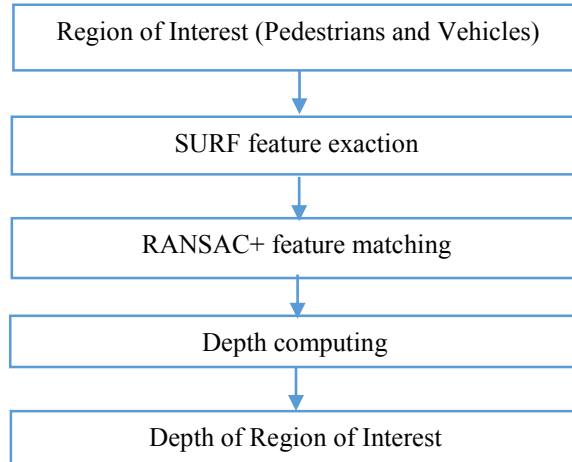 Region of Interest (Pedestrians and Vehicles)
SURF feature exaction
RANSAC+ feature matching
Depth computing
Depth of Region of Interest